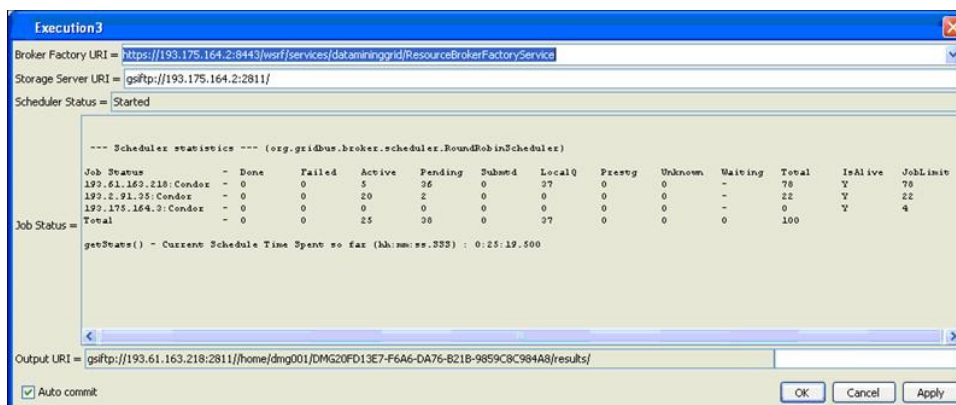 Execution3
Broker Factory URI = https://193.175.164.2:8443/wsrf/services/datamininggrid/ResourceBrokerFactoryService
Storage Server URI = gsiftp://193.175.164.2:2811/
Scheduler Status = Started
--- Scheduler statistics --- (org.gridbus.broker.scheduler.RoundRobinScheduler)
Job Status - Done Failed Active Pending Submtd LocalQ Prestg Unknown Waiting Total IsAlive JobLimit
193.61.163.218:Condor - 0 0 5 36 0 37 0 0 - 78 Y 78
193.2.91.35:Condor - 0 0 20 2 0 0 0 0 - 22 Y 22
193.175.164.3:Condor - 0 0 0 0 0 0 0 0 - 0 Y 4
Job Status = Total - 0 0 25 38 0 37 0 0 0 100
getStats() - Current Schedule Time Spent so far (hh:mm:ss.SSS) : 0:25:19.500
Output URI = gsiftp://193.61.163.218:2811//home/dmg001/DMG20FD13E7-F6A6-DA76-B21B-9859C8C984A8/results/
Auto commit
OK Cancel Apply